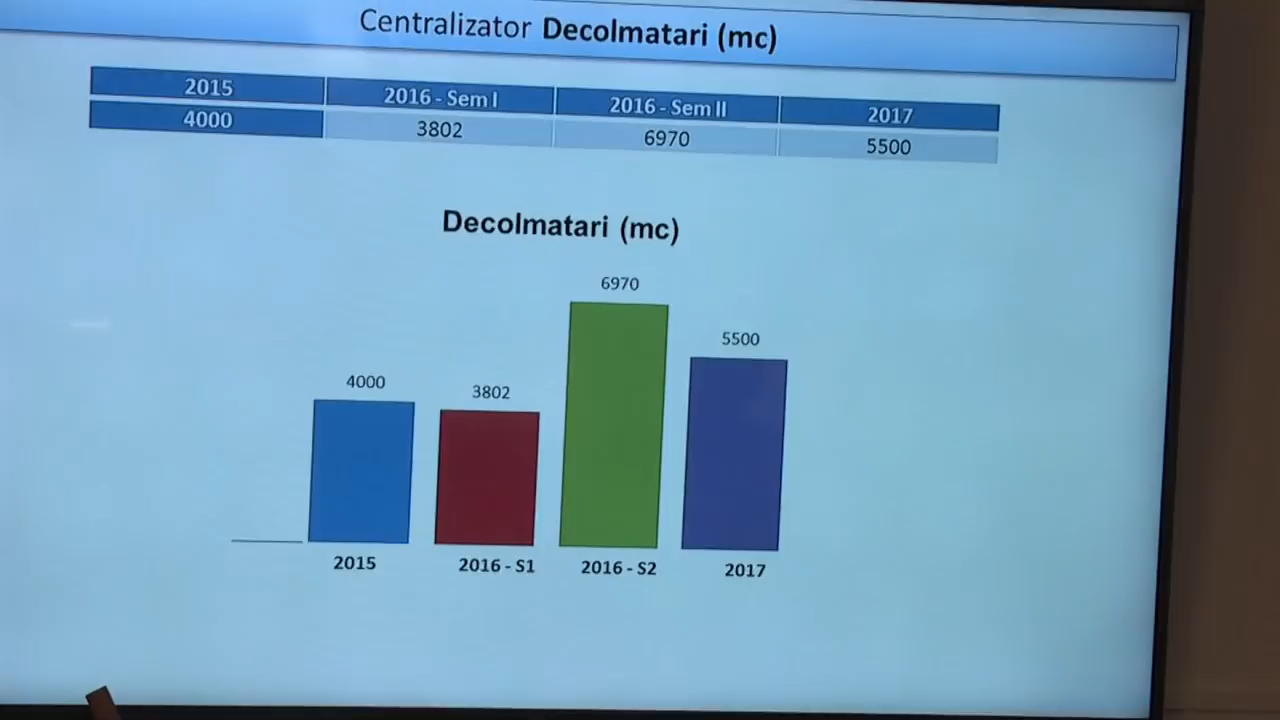 Centralizator Decolmatari (mc)
2015 2016 - Sem I 2016 - Sem II 2017
4000 3802 6970 5500
Decolmatari (mc)
6970
5500
4000
3802
2015 2016 - S1 2016 - S2 2017